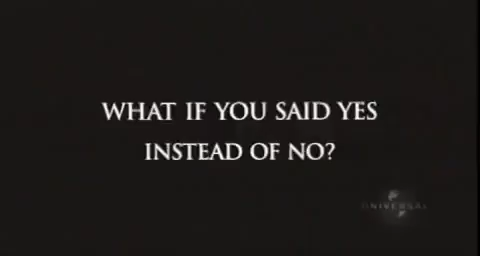 WHAT IF YOU SAID YES
INSTEAD OF NO?
UNIVERSAL